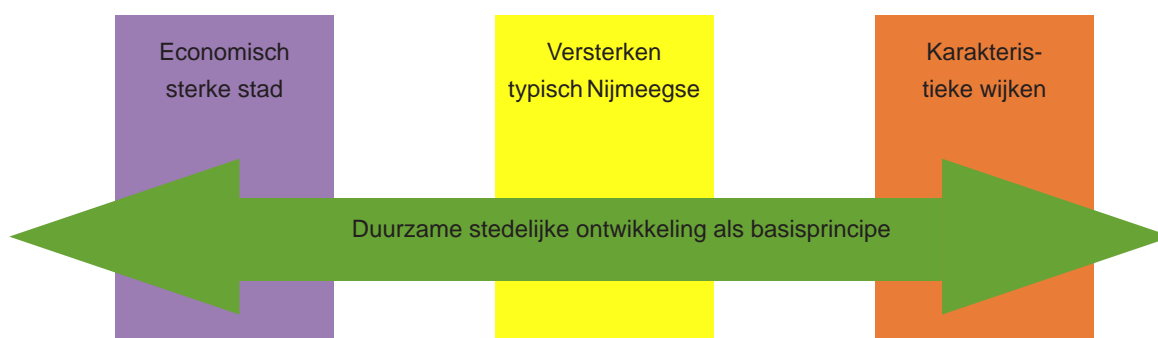 Economisch
sterke stad
Versterken
typisch Nijmeegse
Karakteris-
tieke wijken
Duurzame stedelijke ontwikkeling als basisprincipe